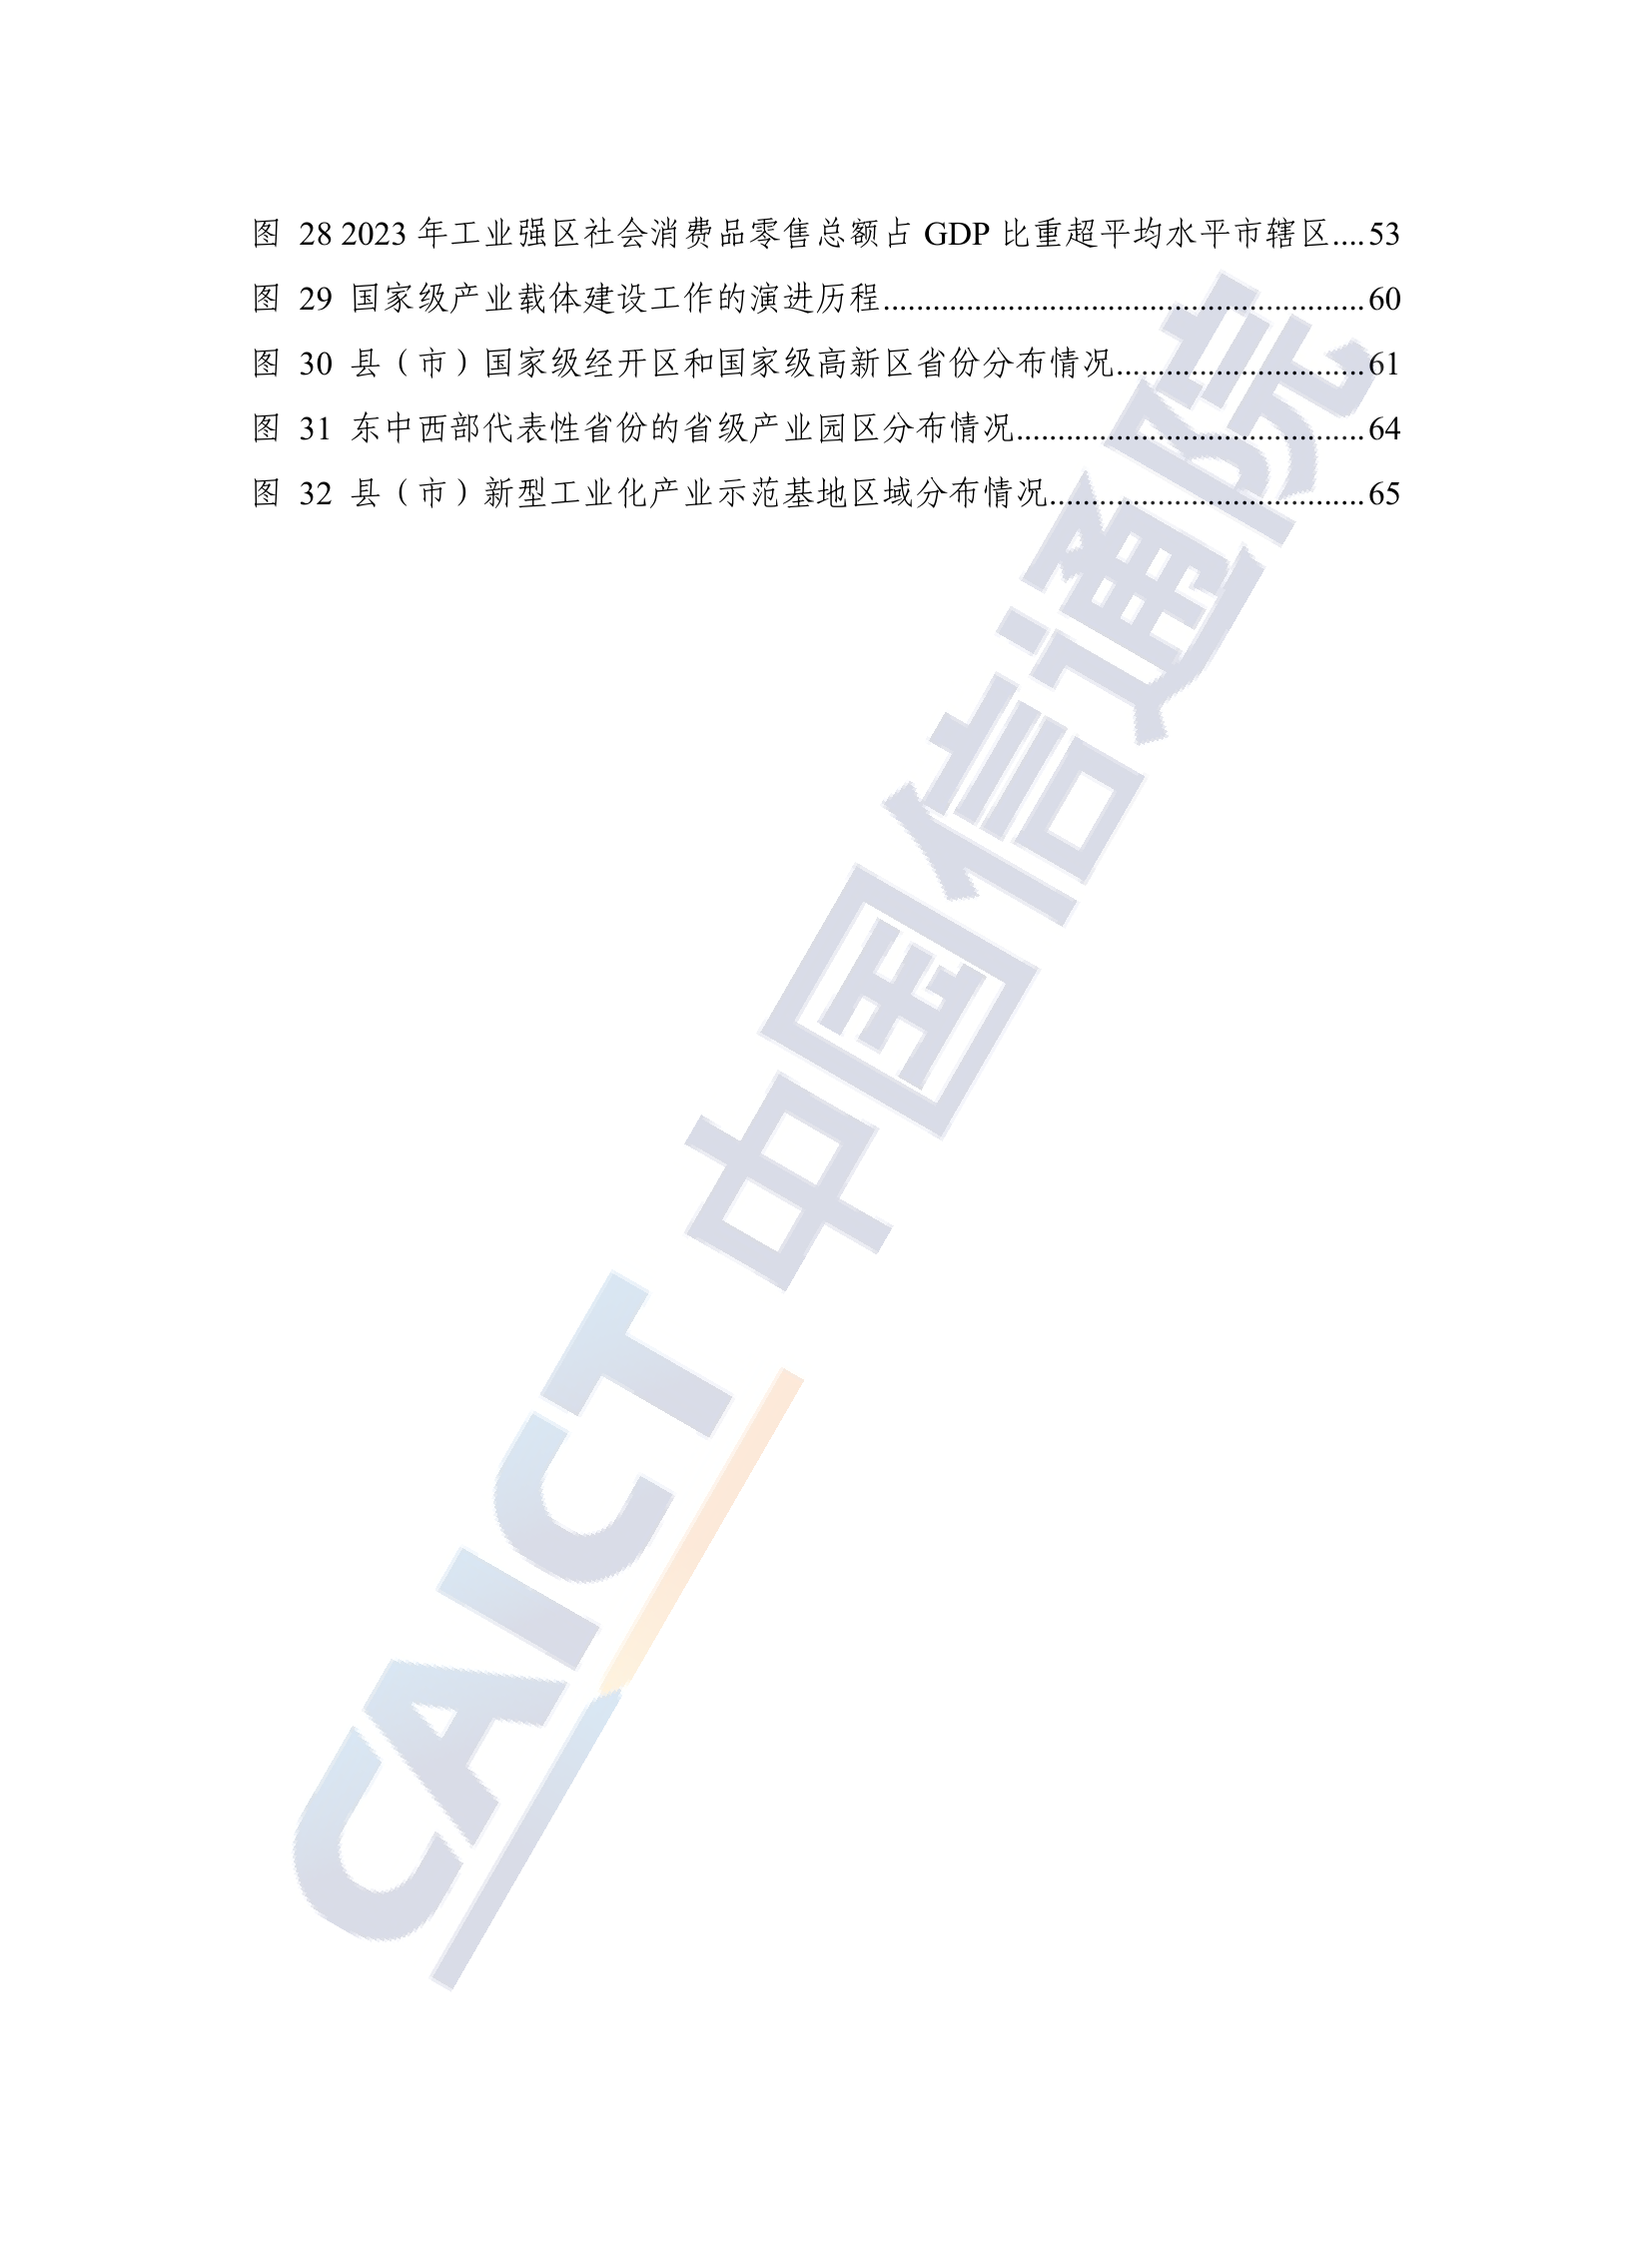 图 28 2023 年工业强区社会消费品零售总额占 GDP 比重超平均水平市辖区....53
图 29 国家级产业载体建设工作的演进历程..........................................................60
图 30 县（市）国家级经开区和国家级高新区省份分布情况..............................61
图 31 东中西部代表性省份的省级产业园区分布情况..........................................64
图 32 县（市）新型工业化产业示范基地区域分布情况......................................65
CAICT 中国信通院